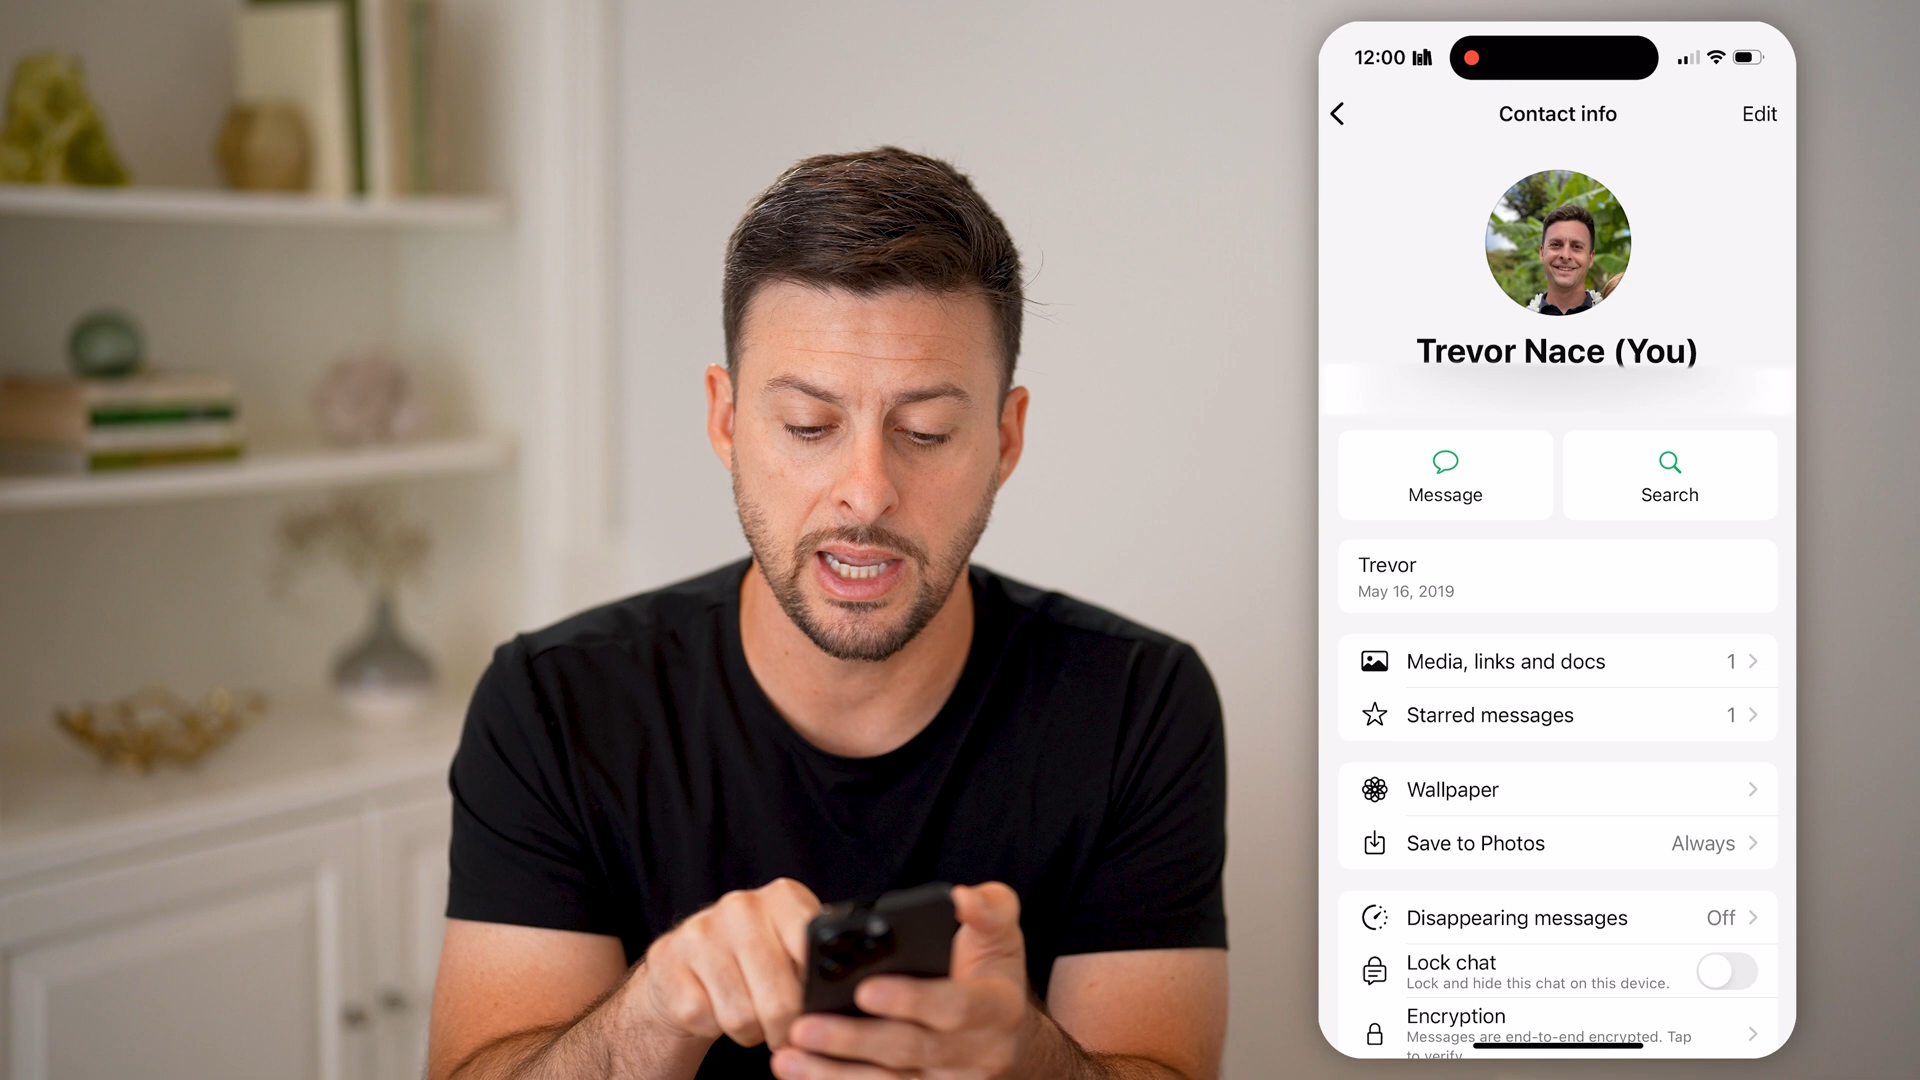 12:00
Contact info
Edit
Trevor Nace (You)
Message
Search
Trevor
May 16, 2019
Media, links and docs 1
Starred messages 1
Wallpaper
Save to Photos Always
Disappearing messages Off
Lock chat
Lock and hide this chat on this device.
Encryption
Messages are end-to-end encrypted. Tap
to verify.